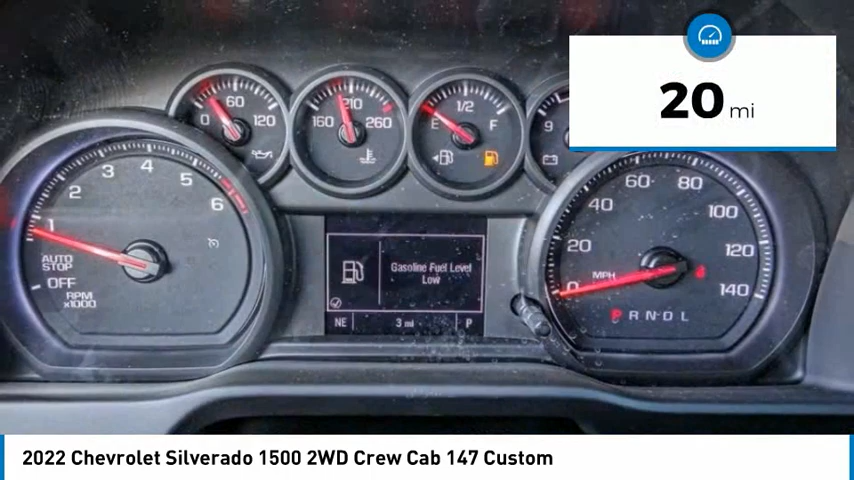 20 mi
0 60 120
160 210 260
E 1/2 F
9
1 2 3 4 5 6
AUTO
STOP
OFF
RPM
x1000
Gasoline Fuel Level
Low
NE 3 mi P
0 20 40 60 80 100 120 140
MPH
P R N D L
2022 Chevrolet Silverado 1500 2WD Crew Cab 147 Custom